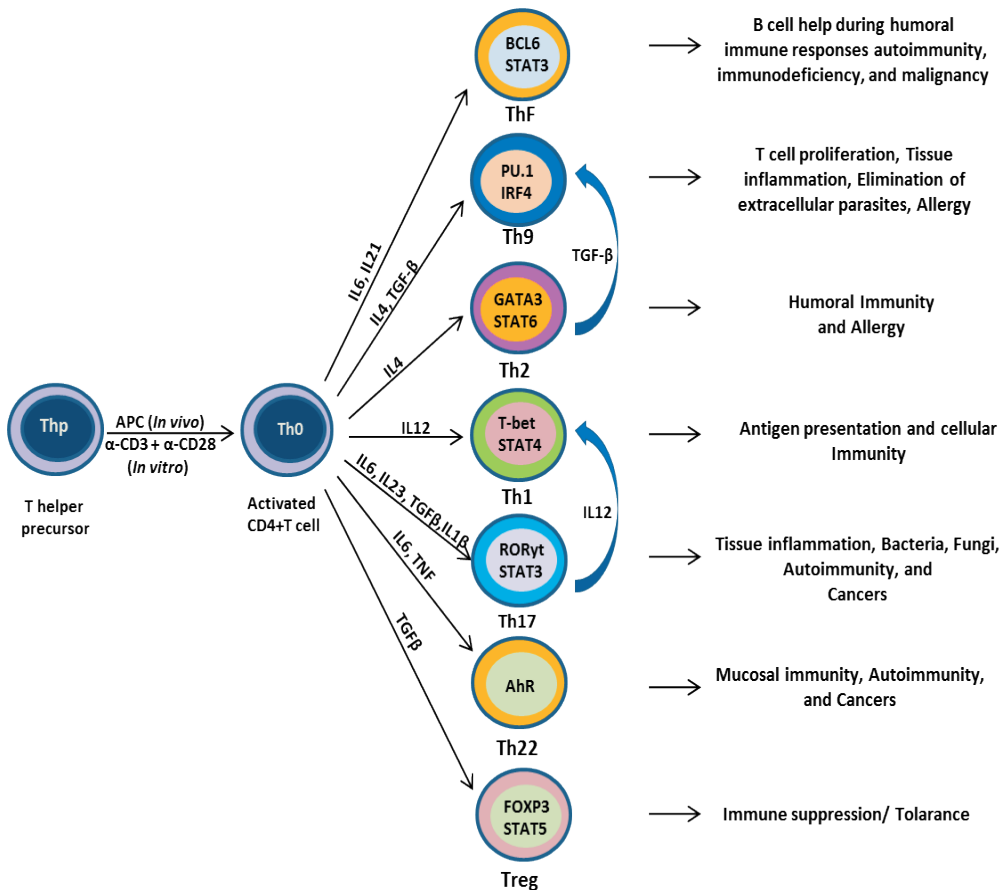 BCL6
STAT3
ThF
B cell help during humoral
immune responses autoimmunity,
immunodeficiency, and malignancy
IL6, IL21
PU.1
IRF4
Th9
T cell proliferation, Tissue
inflammation, Elimination of
extracellular parasites, Allergy
IL4, TGF-β
TGF-β
GATA3
STAT6
Th2
Humoral Immunity
and Allergy
IL4
Thp
T helper
precursor
APC (In vivo)
α-CD3 + α-CD28
(In vitro)
Th0
Activated
CD4+T cell
IL12
T-bet
STAT4
Th1
Antigen presentation and cellular
Immunity
IL12
IL6, IL23, TGFβ,IL1β
RORyt
STAT3
Th17
Tissue inflammation, Bacteria, Fungi,
Autoimmunity, and
Cancers
IL6, TNF
AhR
Th22
Mucosal immunity, Autoimmunity,
and Cancers
TGFβ
FOXP3
STAT5
Treg
Immune suppression/ Tolarance